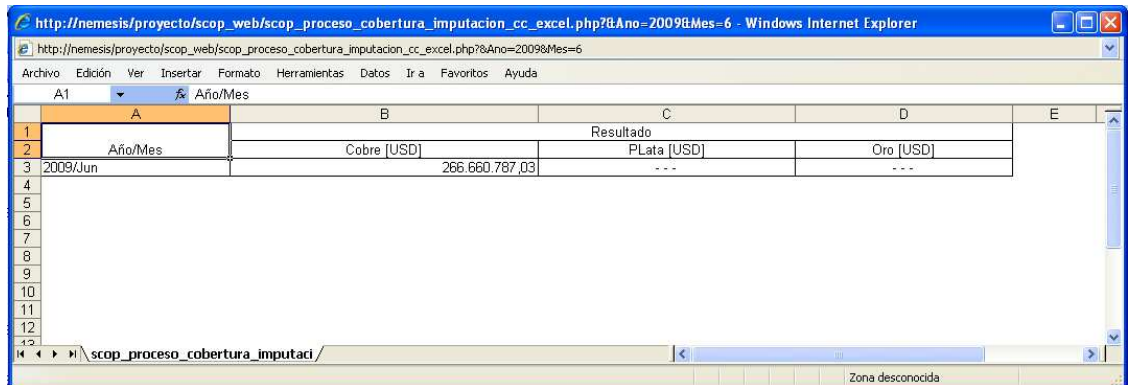 http://nemesis/proyecto/scop_web/scop_proceso_cobertura_imputacion_cc_excel.php?&Ano=2009&Mes=6 - Windows Internet Explorer
http://nemesis/proyecto/scop_web/scop_proceso_cobertura_imputacion_cc_excel.php?&Ano=2009&Mes=6
Archivo Edición Ver Insertar Formato Herramientas Datos Ir a Favoritos Ayuda
A1 fx Año/Mes
A B C D E
1 Resultado
2 Año/Mes Cobre [USD] PLata [USD] Oro [USD]
3 2009/Jun 266.660.787,03 - - - - - -
4
5
6
7
8
9
10
11
12
13
scop_proceso_cobertura_imputaci
Zona desconocida